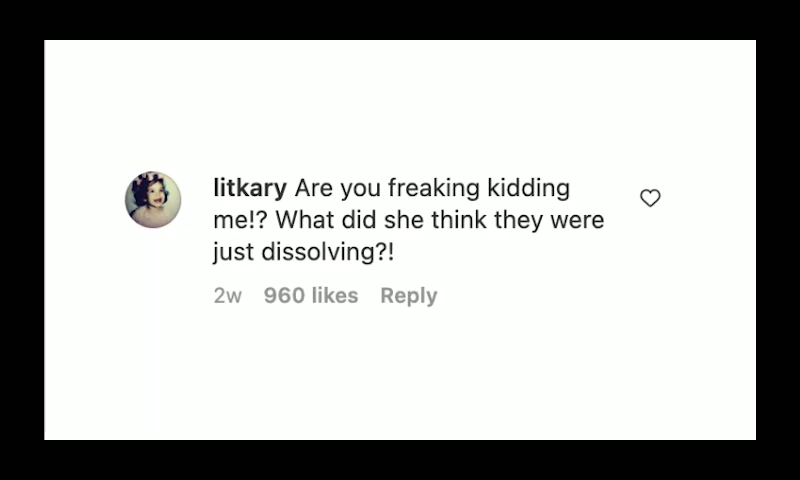 litkary Are you freaking kidding
me!? What did she think they were
just dissolving?!
2w 960 likes Reply